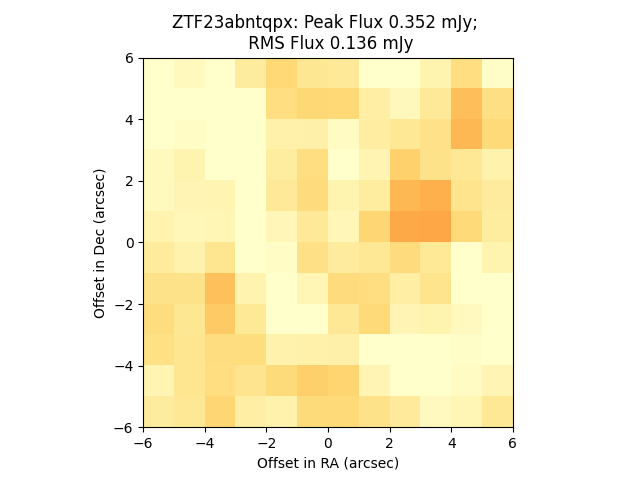 ZTF23abntqpx: Peak Flux 0.352 mJy;
RMS Flux 0.136 mJy
6
4
2
0
−2
−4
−6
Offset in Dec (arcsec)
−6 −4 −2 0 2 4 6
Offset in RA (arcsec)